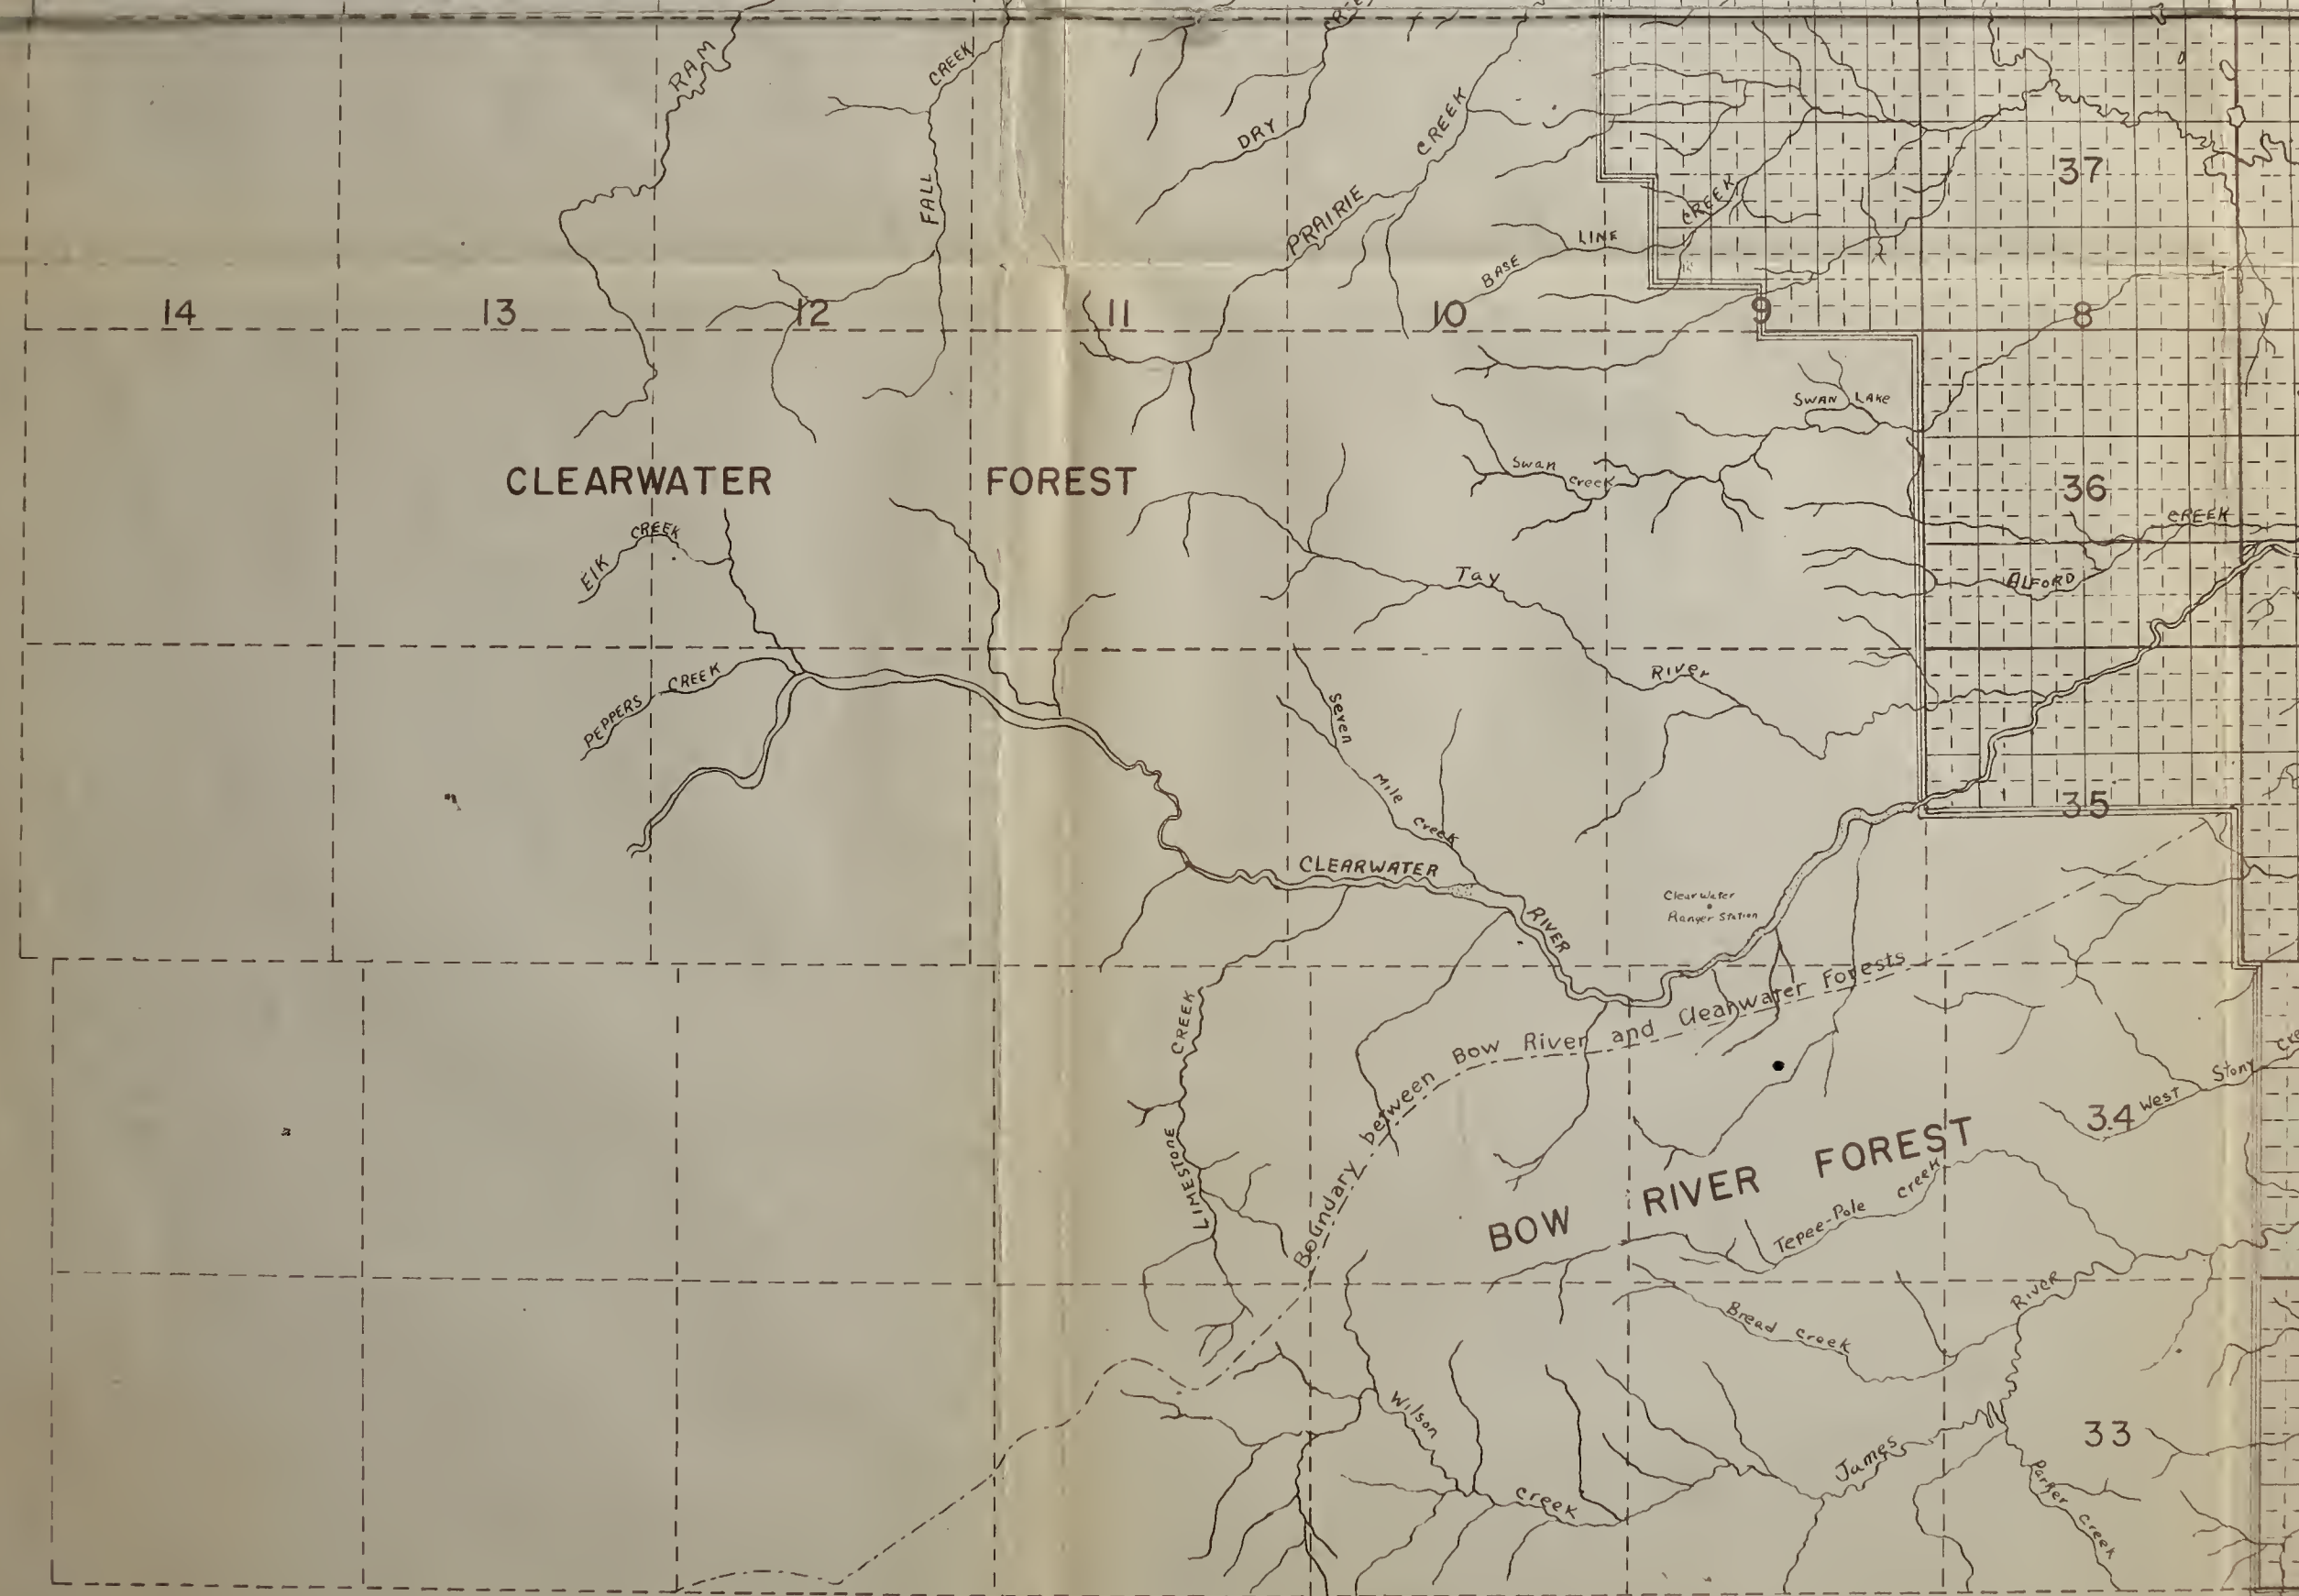 RAM
CREEK
FALL
DRY
CREEK
PRAIRIE
BASE LINE CREEK
37
14
13
12
11
10
9
8
SWAN LAKE
CLEARWATER FOREST
Swan
Creek
36
ELK CREEK
CREEK
ALFORD
Tay
River
PEPPERS CREEK
Seven
Mile Creek
35
CLEARWATER
RIVER
Clearwater
Ranger Station
Boundary between Bow River and Clearwater Forests
CREEK
LIMESTONE
West Stony Cre
34
BOW RIVER FOREST
Tepee-Pole Creek
Bread Creek
River
James
Wilson
Creek
33
Parker Creek